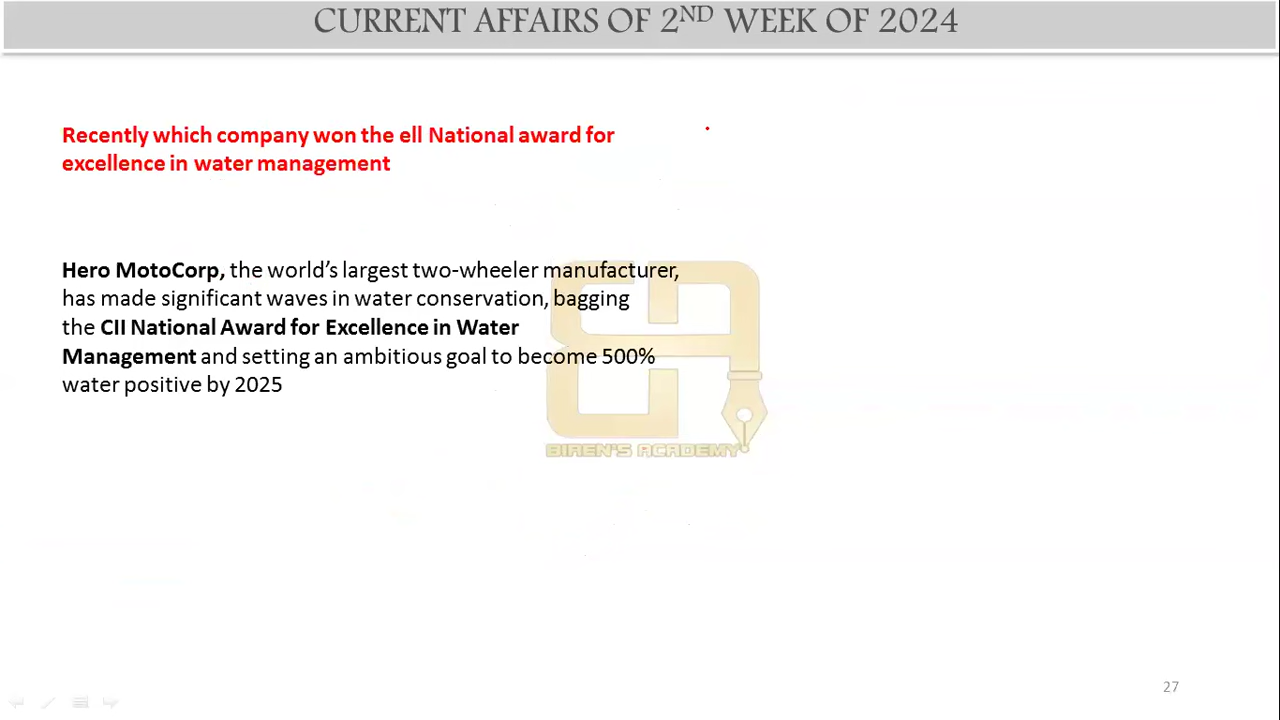 CURRENT AFFAIRS OF 2ND WEEK OF 2024
Recently which company won the ell National award for
excellence in water management
Hero MotoCorp, the world’s largest two-wheeler manufacturer,
has made significant waves in water conservation, bagging
the CII National Award for Excellence in Water
Management and setting an ambitious goal to become 500%
water positive by 2025
BIREN'S ACADEMY
27